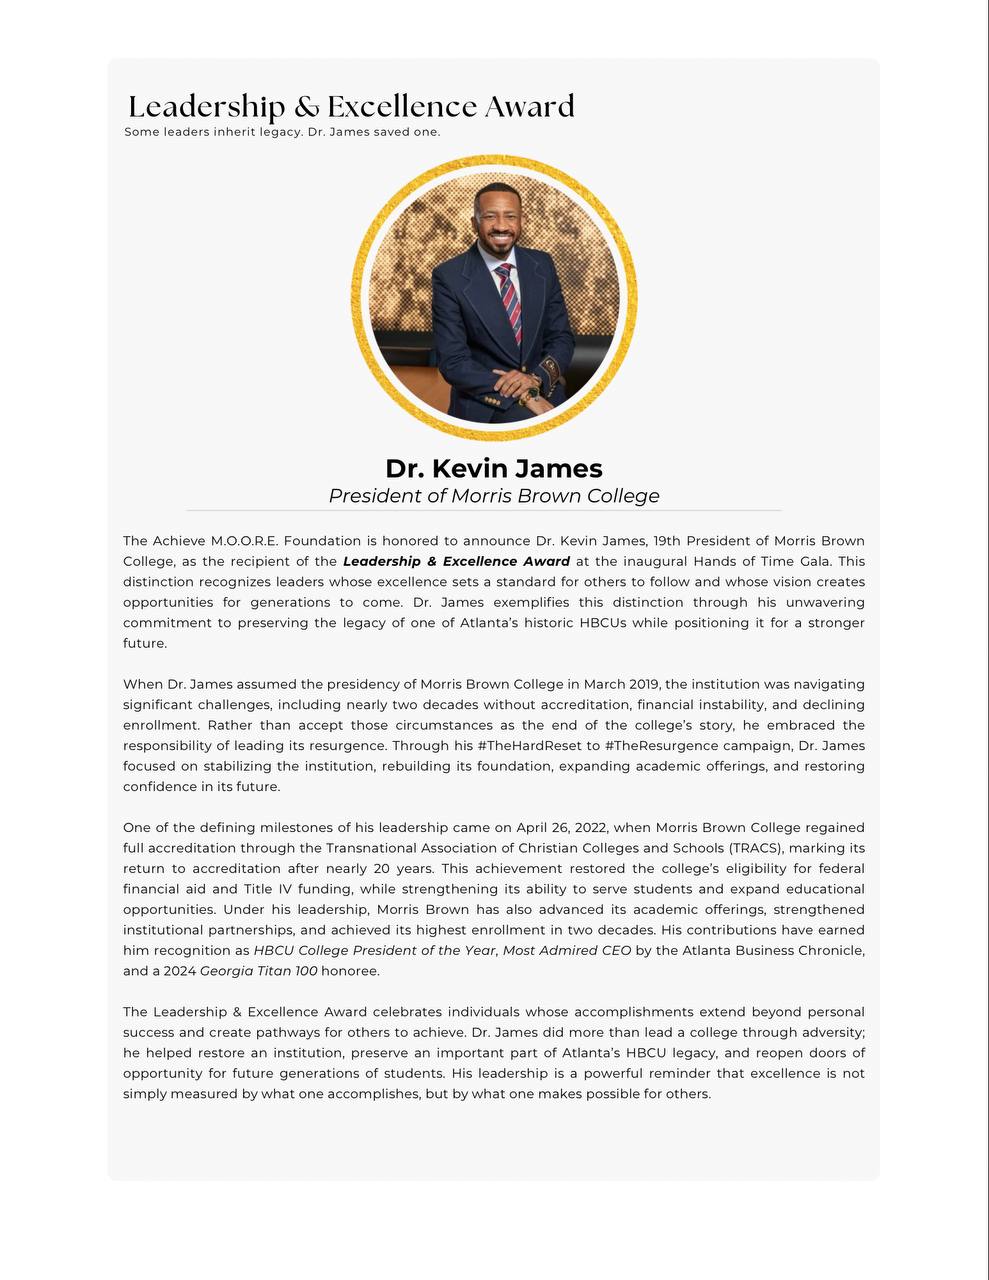 Leadership & Excellence Award
Some leaders inherit legacy. Dr. James saved one.
Dr. Kevin James
President of Morris Brown College
The Achieve M.O.O.R.E. Foundation is honored to announce Dr. Kevin James, 19th President of Morris Brown
College, as the recipient of the Leadership & Excellence Award at the inaugural Hands of Time Gala. This
distinction recognizes leaders whose excellence sets a standard for others to follow and whose vision creates
opportunities for generations to come. Dr. James exemplifies this distinction through his unwavering
commitment to preserving the legacy of one of Atlanta’s historic HBCUs while positioning it for a stronger
future.
When Dr. James assumed the presidency of Morris Brown College in March 2019, the institution was navigating
significant challenges, including nearly two decades without accreditation, financial instability, and declining
enrollment. Rather than accept those circumstances as the end of the college’s story, he embraced the
responsibility of leading its resurgence. Through his #TheHardReset to #TheResurgence campaign, Dr. James
focused on stabilizing the institution, rebuilding its foundation, expanding academic offerings, and restoring
confidence in its future.
One of the defining milestones of his leadership came on April 26, 2022, when Morris Brown College regained
full accreditation through the Transnational Association of Christian Colleges and Schools (TRACS), marking its
return to accreditation after nearly 20 years. This achievement restored the college’s eligibility for federal
financial aid and Title IV funding, while strengthening its ability to serve students and expand educational
opportunities. Under his leadership, Morris Brown has also advanced its academic offerings, strengthened
institutional partnerships, and achieved its highest enrollment in two decades. His contributions have earned
him recognition as HBCU College President of the Year, Most Admired CEO by the Atlanta Business Chronicle,
and a 2024 Georgia Titan 100 honoree.
The Leadership & Excellence Award celebrates individuals whose accomplishments extend beyond personal
success and create pathways for others to achieve. Dr. James did more than lead a college through adversity;
he helped restore an institution, preserve an important part of Atlanta’s HBCU legacy, and reopen doors of
opportunity for future generations of students. His leadership is a powerful reminder that excellence is not
simply measured by what one accomplishes, but by what one makes possible for others.